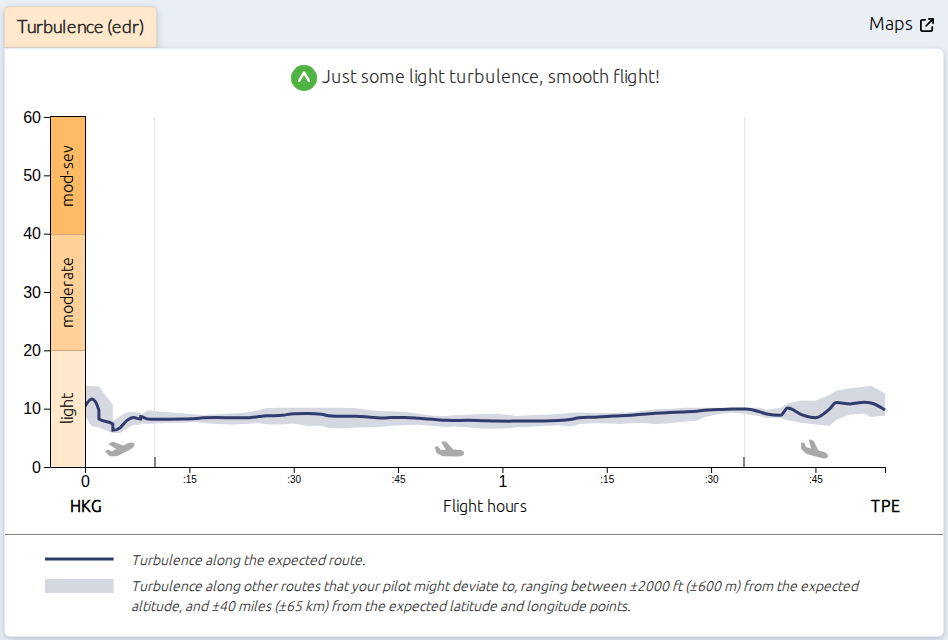 Turbulence (edr)
Maps
Just some light turbulence, smooth flight!
60
50
40
30
20
10
0
mod-sev
moderate
light
0
:15
:30
:45
1
:15
:30
:45
HKG
Flight hours
TPE
Turbulence along the expected route.
Turbulence along other routes that your pilot might deviate to, ranging between ±2000 ft (±600 m) from the expected
altitude, and ±40 miles (±65 km) from the expected latitude and longitude points.